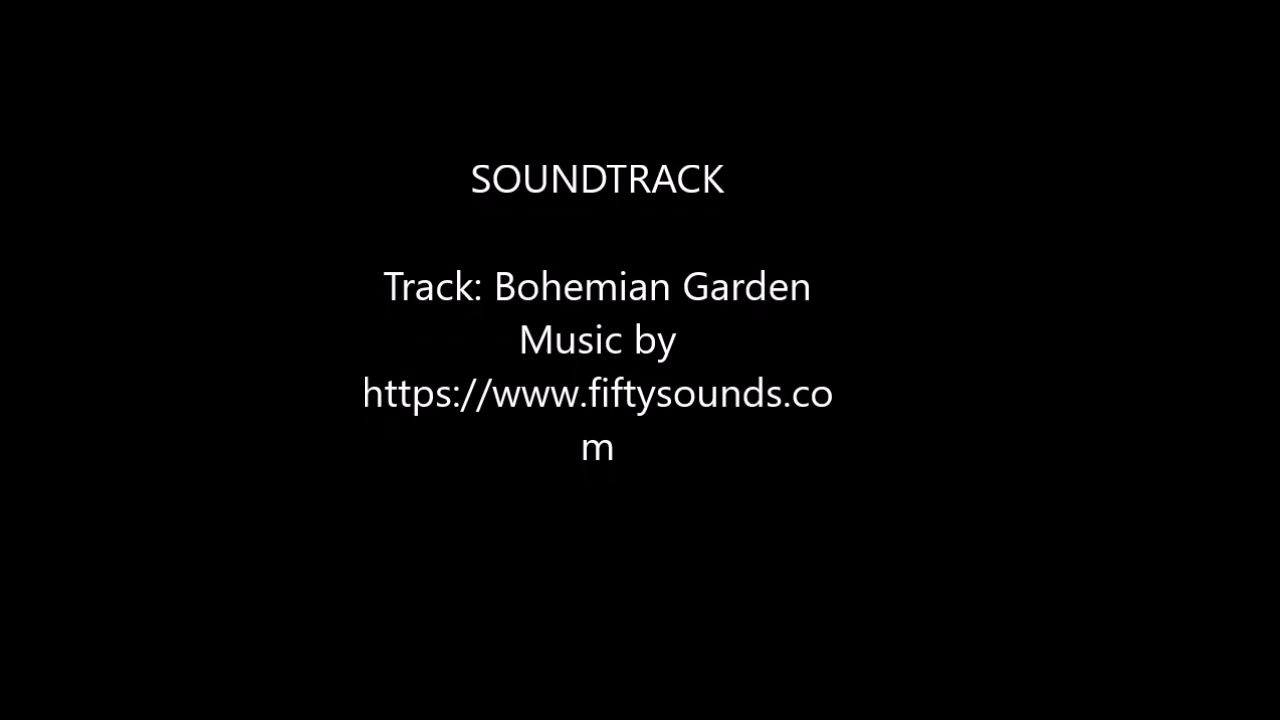 SOUNDTRACK
Track: Bohemian Garden
Music by
https://www.fiftysounds.co
m